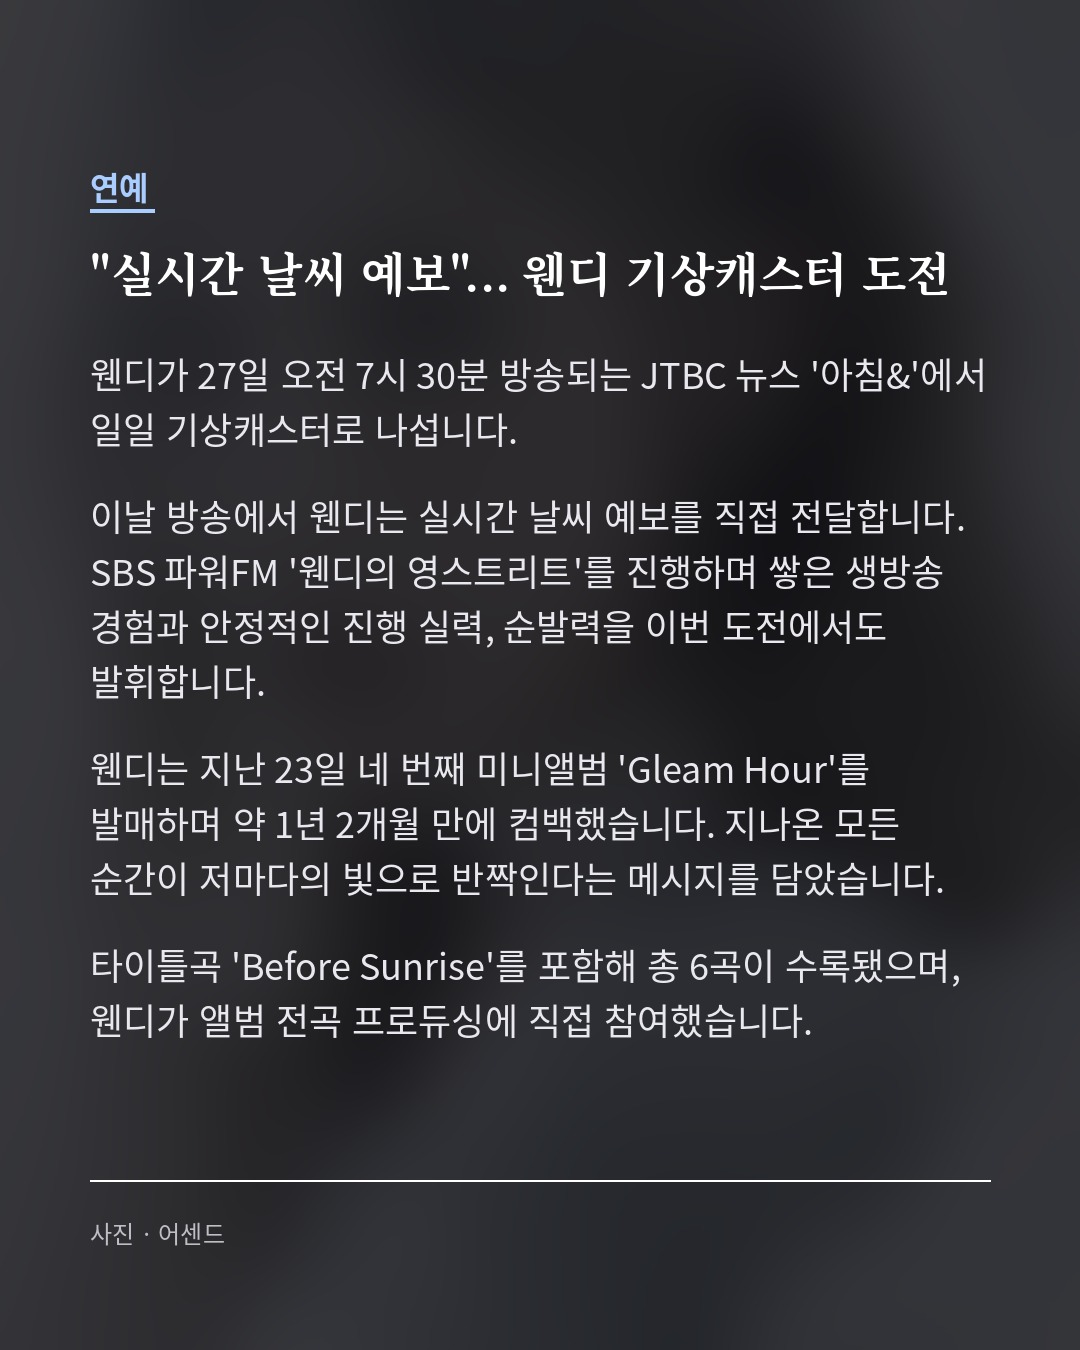 연예
"실시간 날씨 예보"... 웬디 기상캐스터 도전
웬디가 27일 오전 7시 30분 방송되는 JTBC 뉴스 '아침&'에서
일일 기상캐스터로 나섭니다.
이날 방송에서 웬디는 실시간 날씨 예보를 직접 전달합니다.
SBS 파워FM '웬디의 영스트리트'를 진행하며 쌓은 생방송
경험과 안정적인 진행 실력, 순발력을 이번 도전에서도
발휘합니다.
웬디는 지난 23일 네 번째 미니앨범 'Gleam Hour'를
발매하며 약 1년 2개월 만에 컴백했습니다. 지나온 모든
순간이 저마다의 빛으로 반짝인다는 메시지를 담았습니다.
타이틀곡 'Before Sunrise'를 포함해 총 6곡이 수록됐으며,
웬디가 앨범 전곡 프로듀싱에 직접 참여했습니다.
사진 · 어센드